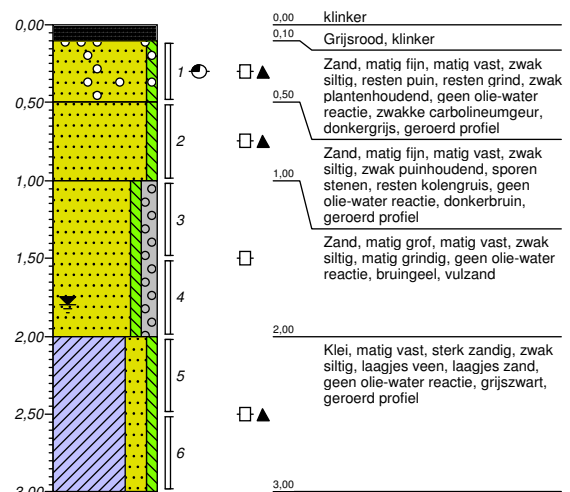 0,00
0,50
1,00
1,50
2,00
2,50
3,00
1
2
3
4
5
6
0,00 klinker
0,10 Grijsrood, klinker
Zand, matig fijn, matig vast, zwak
siltig, resten puin, resten grind, zwak
plantenhoudend, geen olie-water
reactie, zwakke carbolineumgeur,
donkergrijs, geroerd profiel
0,50
Zand, matig fijn, matig vast, zwak
siltig, zwak puinhoudend, sporen
stenen, resten kolengruis, geen
olie-water reactie, donkerbruin,
geroerd profiel
1,00
Zand, matig grof, matig vast, zwak
siltig, matig grindig, geen olie-water
reactie, bruingeel, vulzand
2,00
Klei, matig vast, sterk zandig, zwak
siltig, laagjes veen, laagjes zand,
geen olie-water reactie, grijszwart,
geroerd profiel
3,00